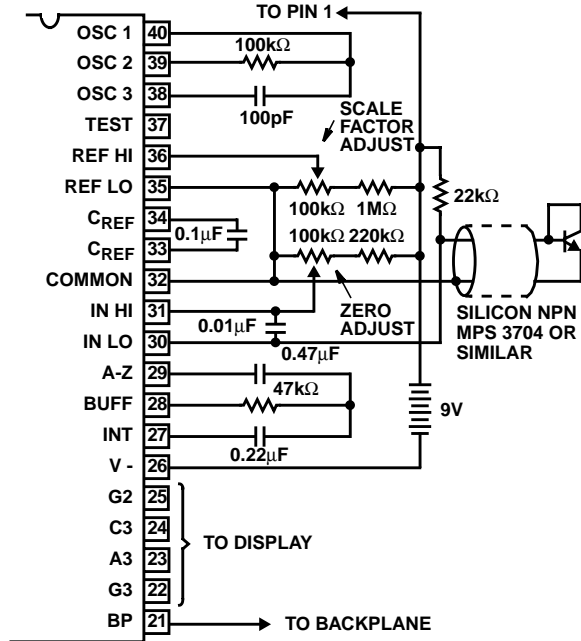 TO PIN 1
OSC 1 40
100kΩ
OSC 2 39
OSC 3 38
100pF
TEST 37
SCALE
FACTOR
ADJUST
REF HI 36
REF LO 35
100kΩ 1MΩ
22kΩ
CREF 34
0.1µF
CREF 33
100kΩ 220kΩ
COMMON 32
IN HI 31
ZERO
ADJUST
0.01µF
IN LO 30
SILICON NPN
MPS 3704 OR
SIMILAR
0.47µF
A-Z 29
47kΩ
BUFF 28
9V
INT 27
0.22µF
V - 26
G2 25
C3 24
TO DISPLAY
A3 23
G3 22
BP 21
TO BACKPLANE